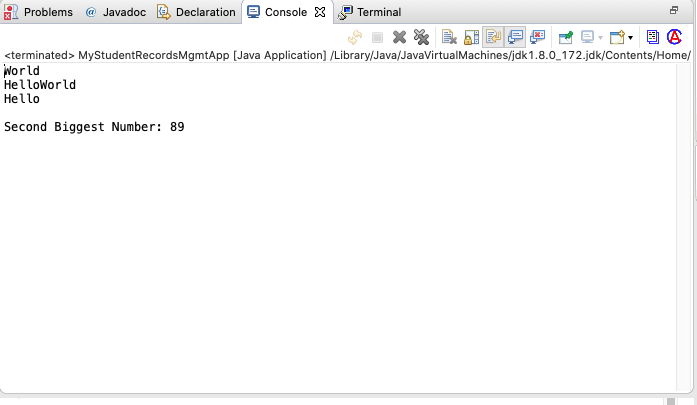 Problems @ Javadoc Declaration Console Terminal
<terminated> MyStudentRecordsMgmtApp [Java Application] /Library/Java/JavaVirtualMachines/jdk1.8.0_172.jdk/Contents/Home/
World
HelloWorld
Hello
Second Biggest Number: 89